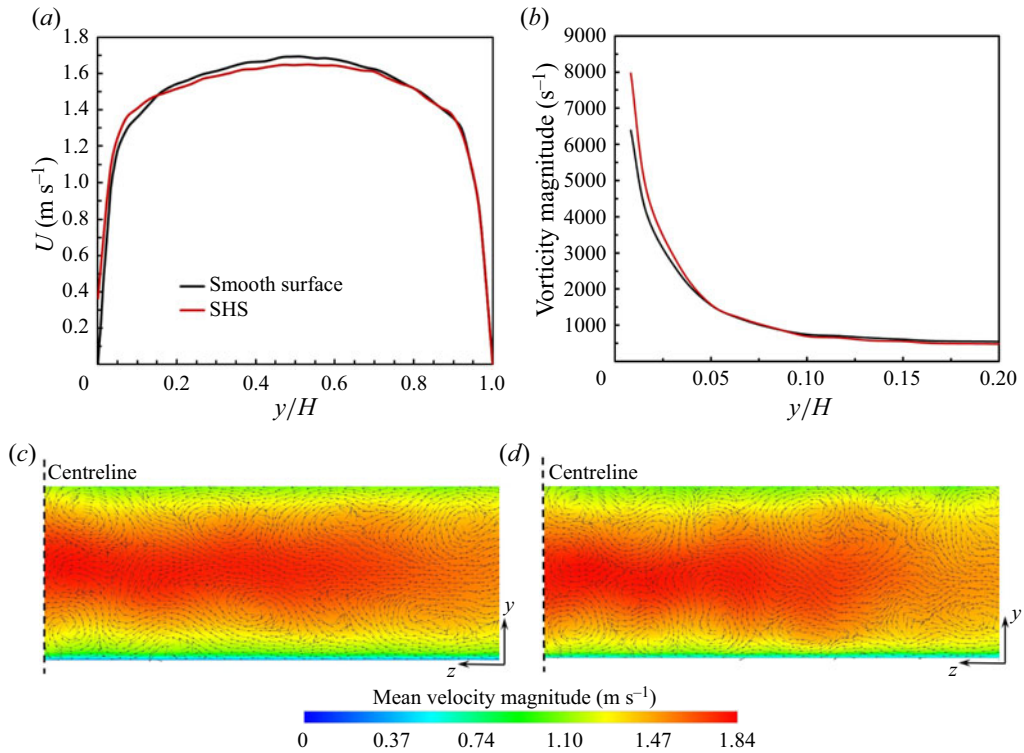 (a)
(b)
1.8
1.6
1.4
1.2
1.0
0.8
0.6
0.4
0.2
U (m s⁻¹)
Smooth surface
SHS
0
0.2
0.4
0.6
0.8
1.0
y/H
9000
8000
7000
6000
5000
4000
3000
2000
1000
Vorticity magnitude (s⁻¹)
0
0.05
0.10
0.15
0.20
y/H
(c)
Centreline
y
z
(d)
Centreline
y
z
Mean velocity magnitude (m s⁻¹)
0 0.37 0.74 1.10 1.47 1.84